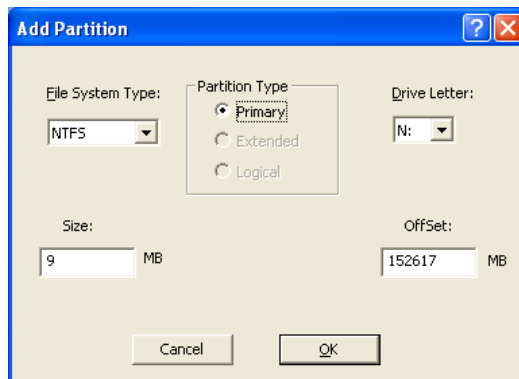 Add Partition
File System Type:
Partition Type
Drive Letter:
NTFS
Primary
Extended
Logical
N:
Size:
OffSet:
9 MB
152617 MB
Cancel
OK